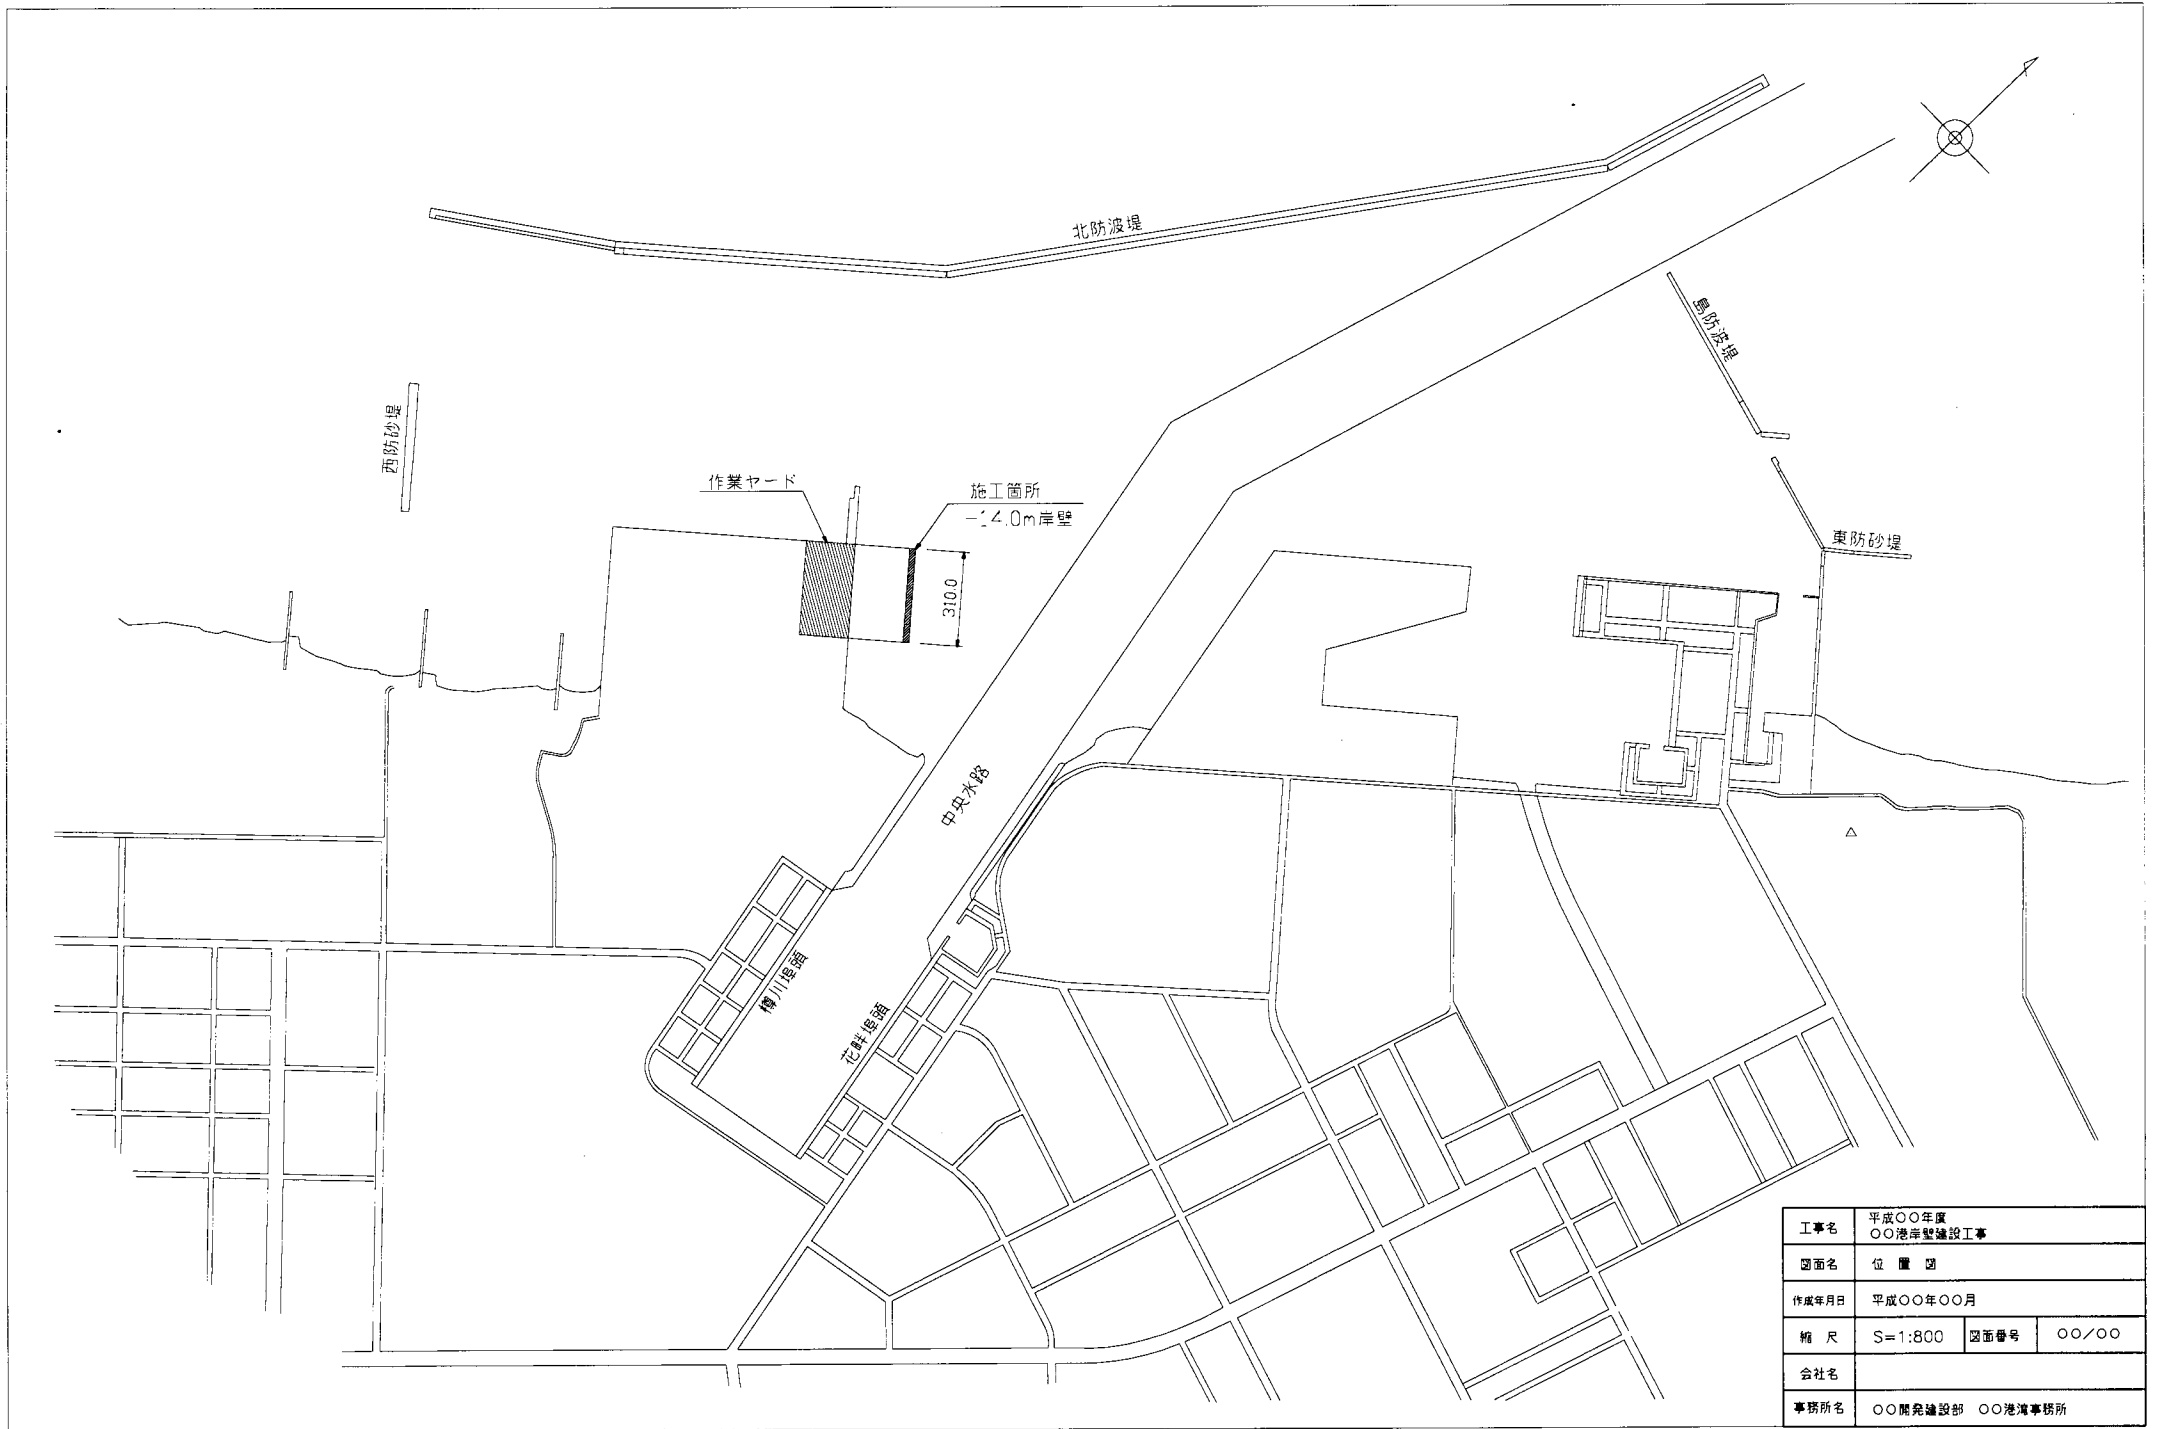 北防波堤
島防波堤
西防砂堤
作業ヤード
施工箇所
-14.0m岸壁
東防砂堤
310.0
中央水路
樽川埠頭
花畔埠頭
工事名 平成〇〇年度
〇〇港岸壁建設工事
図面名 位置図
作成年月日 平成〇〇年〇〇月
縮尺 S=1:800 図面番号 〇〇/〇〇
会社名
事務所名 〇〇開発建設部 〇〇港湾事務所